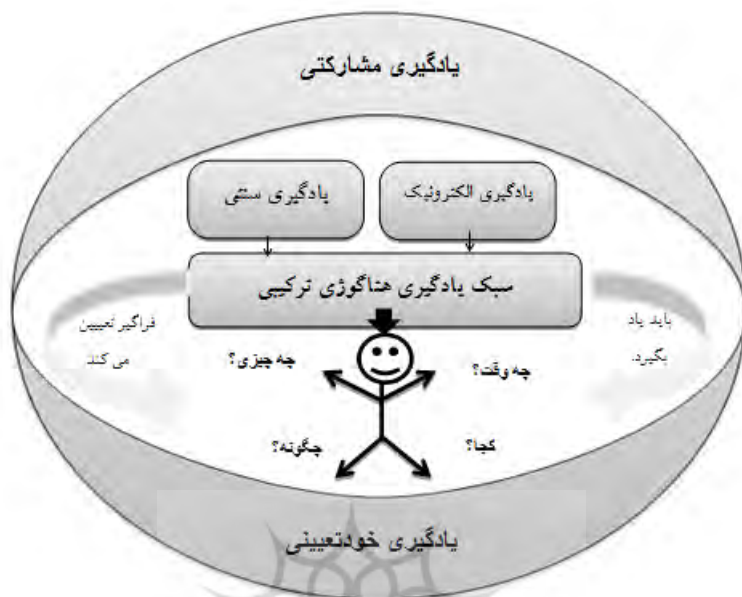 یادگیری مشارکتی
یادگیری الکترونیک
یادگیری سنتی
سبک یادگیری هتاگوژی ترکیبی
باید یاد
بگیرد.
فراگیر تعیین
می کند
چه وقت؟
چه چیزی؟
کجا؟
چگونه؟
یادگیری خودتعیینی